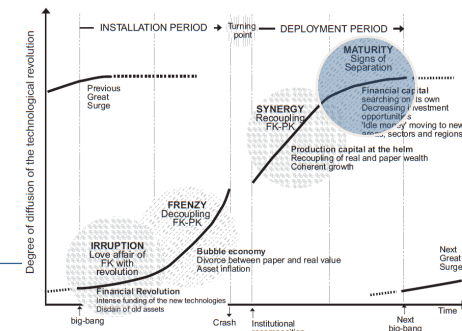 INSTALLATION PERIOD
Turning
point
DEPLOYMENT PERIOD
Degree of diffusion of the technological revolution
Previous
Great
Surge
MATURITY
Signs of
Separation
Financial capital
searching on its own
Decreasing investment
opportunities
'Idle money' moving to new
areas, sectors and regions
SYNERGY
Recoupling
FK-PK
Production capital at the helm
Recoupling of real and paper wealth
Coherent growth
FRENZY
Decoupling
FK-PK
Bubble economy
Divorce between paper and real value
Asset inflation
IRRUPTION
Love affair of
FK with
revolution
Financial Revolution
Intense funding of the new technologies
Disdain of old assets
Next
Great
Surge
Time
big-bang
Crash
Institutional
Next
big-bang